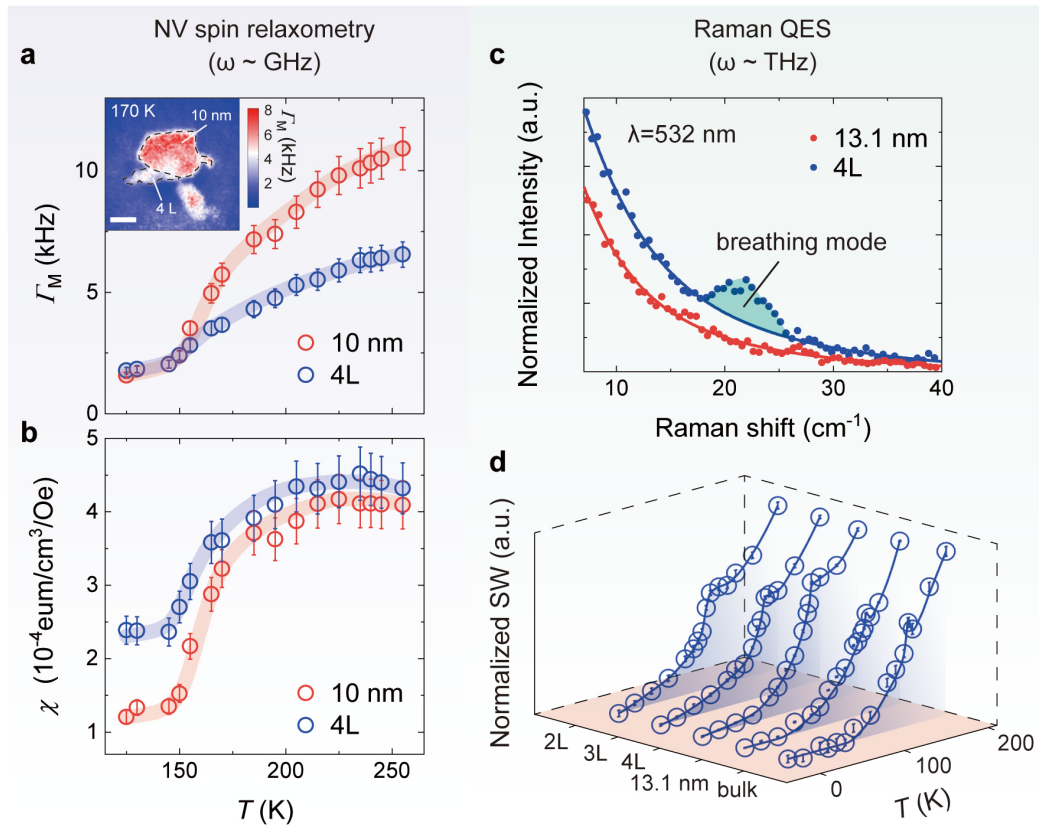 NV spin relaxometry
(ω ~ GHz)
Raman QES
(ω ~ THz)
a
170 K
10 nm
4 L
8
6
4
2
Γ_M (kHz)
10
5
0
Γ_M (kHz)
10 nm
4L
b
5
4
3
2
1
χ (10⁻⁴eum/cm³/Oe)
10 nm
4L
150
200
250
T (K)
c
Normalized Intensity (a.u.)
λ=532 nm
13.1 nm
4L
breathing mode
10
20
30
40
Raman shift (cm⁻¹)
d
Normalized SW (a.u.)
2L
3L
4L
13.1 nm
bulk
0
100
200
T (K)